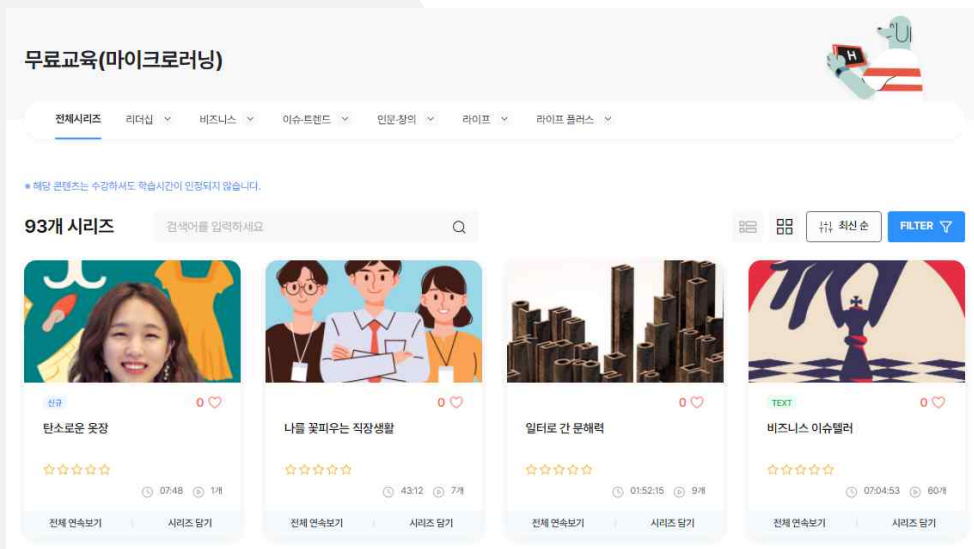 무료교육(마이크로러닝)
H
전체시리즈 리더십 비즈니스 이슈·트렌드 인문·창의 라이프 라이프 플러스
* 해당 콘텐츠는 수강하셔도 학습시간이 인정되지 않습니다.
93개 시리즈 검색어를 입력하세요 최신 순 FILTER
신규 0
탄소로운 옷장
07:48 1개
전체 연속보기 시리즈 담기
0
나를 꽃피우는 직장생활
43:12 7개
전체 연속보기 시리즈 담기
0
일터로 간 문해력
01:52:15 9개
전체 연속보기 시리즈 담기
TEXT 0
비즈니스 이슈텔러
07:04:53 60개
전체 연속보기 시리즈 담기